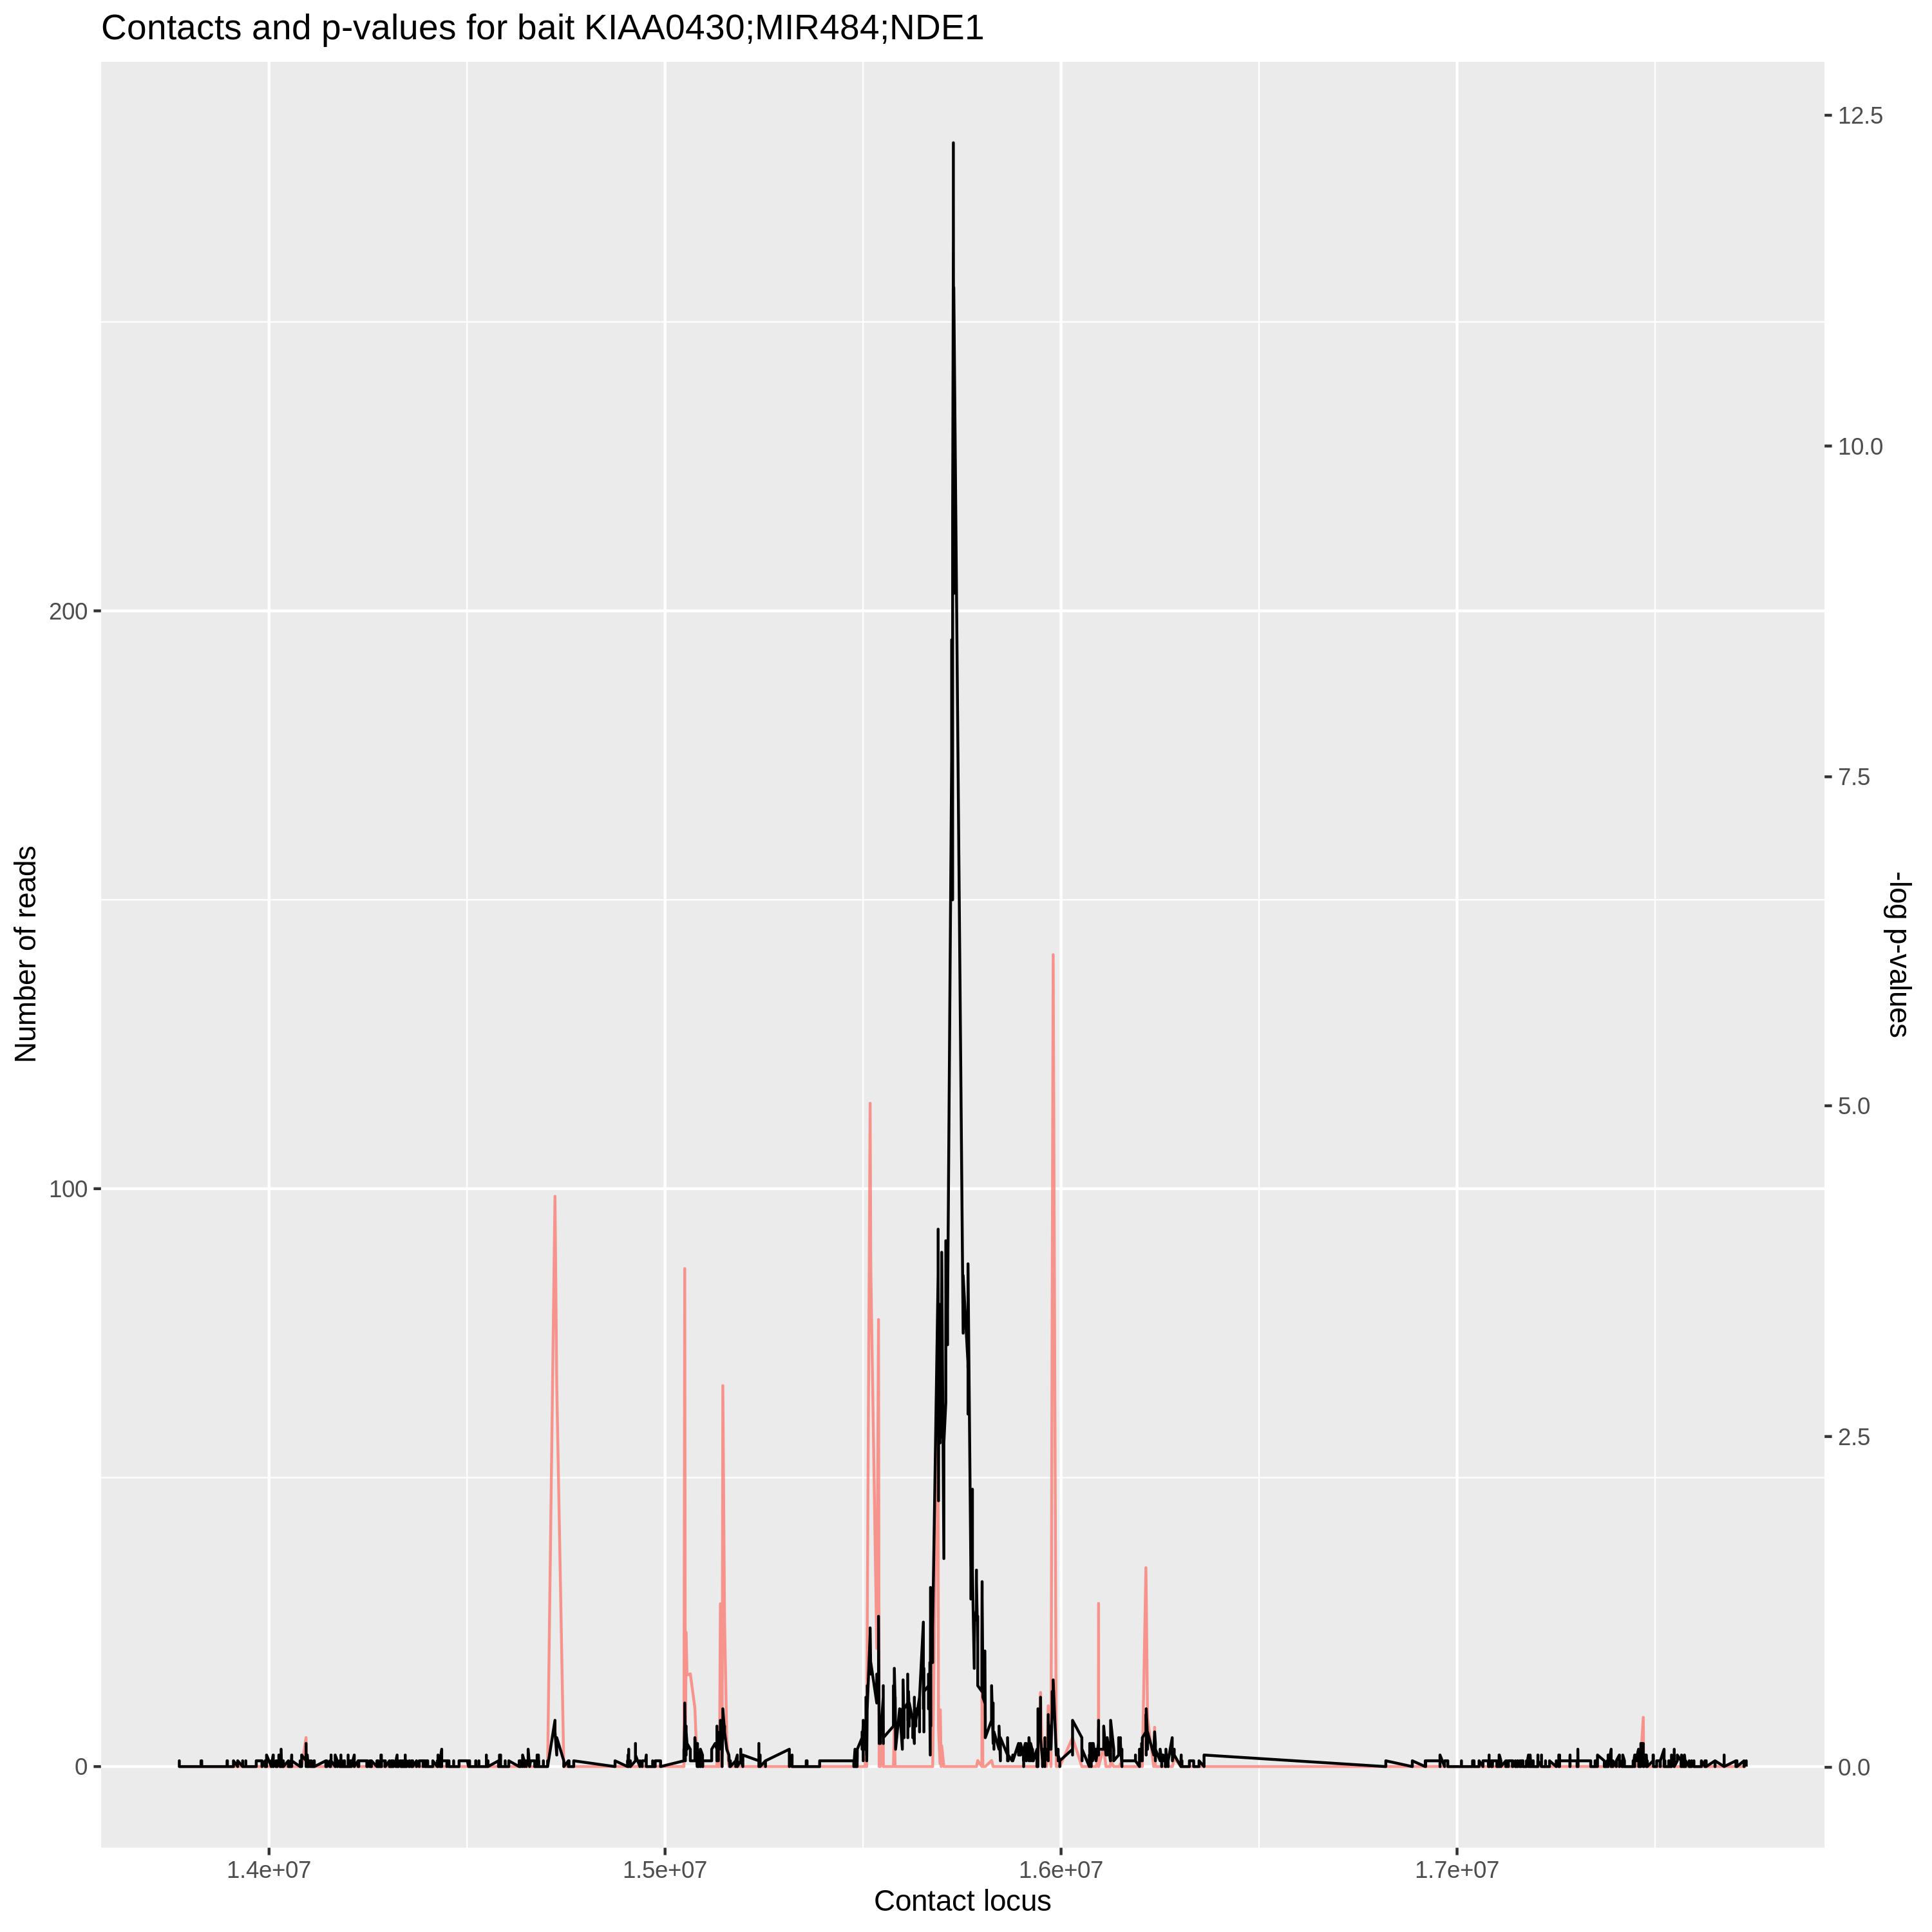 Contacts and p-values for bait KIAA0430;MIR484;NDE1
12.5
10.0
7.5
5.0
2.5
0.0
200
100
0
Number of reads
-log p-values
1.4e+07
1.5e+07
1.6e+07
1.7e+07
Contact locus